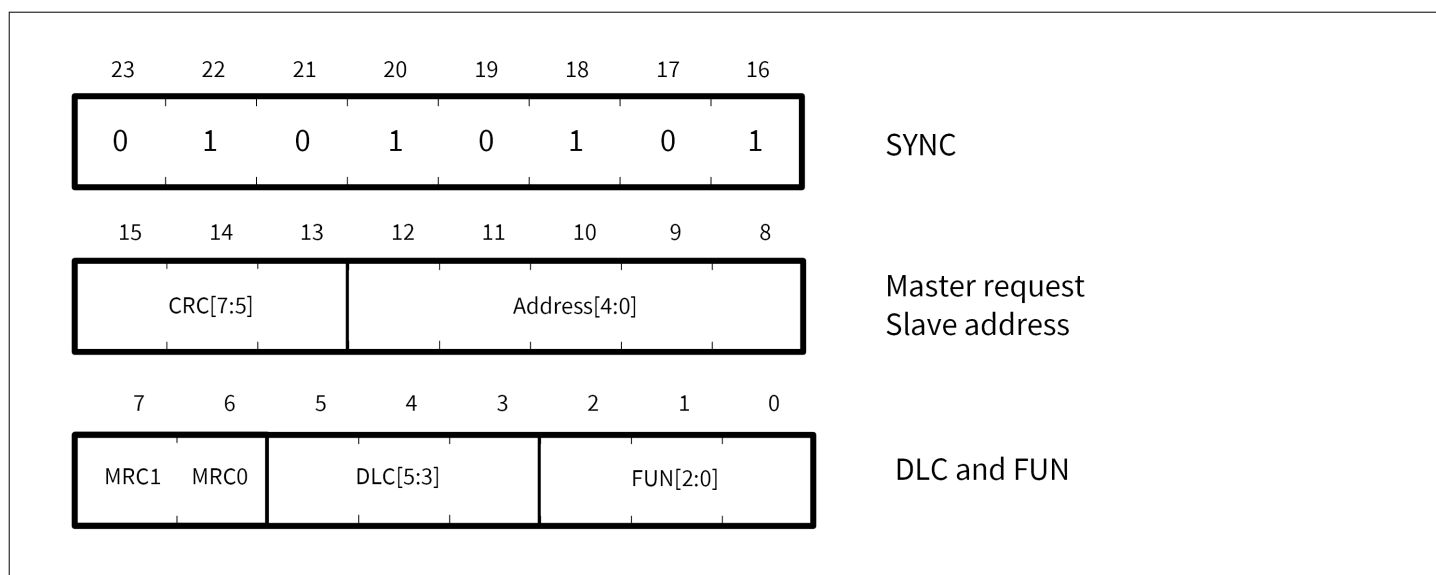 23 22 21 20 19 18 17 16
0 1 0 1 0 1 0 1 SYNC
15 14 13 12 11 10 9 8
CRC[7:5] Address[4:0] Master request
Slave address
7 6 5 4 3 2 1 0
MRC1 MRC0 DLC[5:3] FUN[2:0] DLC and FUN